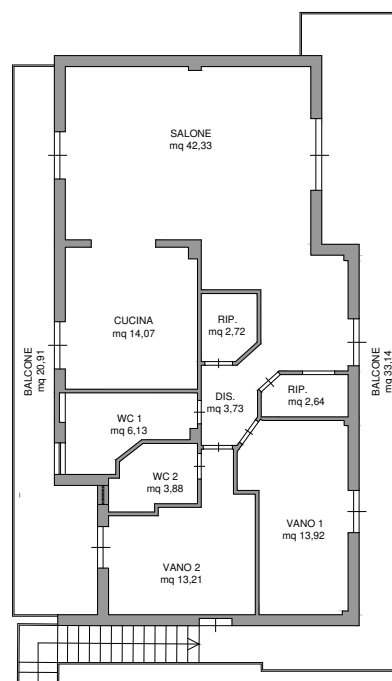 SALONE
mq 42,33
CUCINA
mq 14,07
RIP.
mq 2,72
BALCONE
mq 20,91
BALCONE
mq 33,14
DIS.
mq 3,73
RIP.
mq 2,64
WC 1
mq 6,13
WC 2
mq 3,88
VANO 1
mq 13,92
VANO 2
mq 13,21